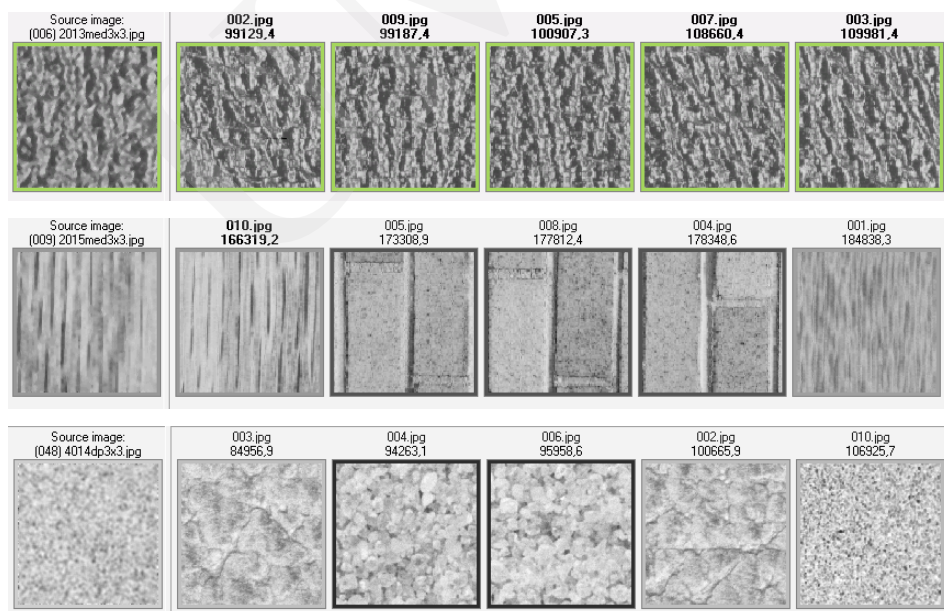 Source image:
(006) 2013med3x3.jpg
002.jpg
99129,4
009.jpg
99187,4
005.jpg
100907,3
007.jpg
108660,4
003.jpg
109981,4
Source image:
(009) 2015med3x3.jpg
010.jpg
166319,2
005.jpg
173308,9
008.jpg
177812,4
004.jpg
178348,6
001.jpg
184838,3
Source image:
(048) 4014dp3x3.jpg
003.jpg
84956,9
004.jpg
94263,1
006.jpg
95958,6
002.jpg
100665,9
010.jpg
106925,7